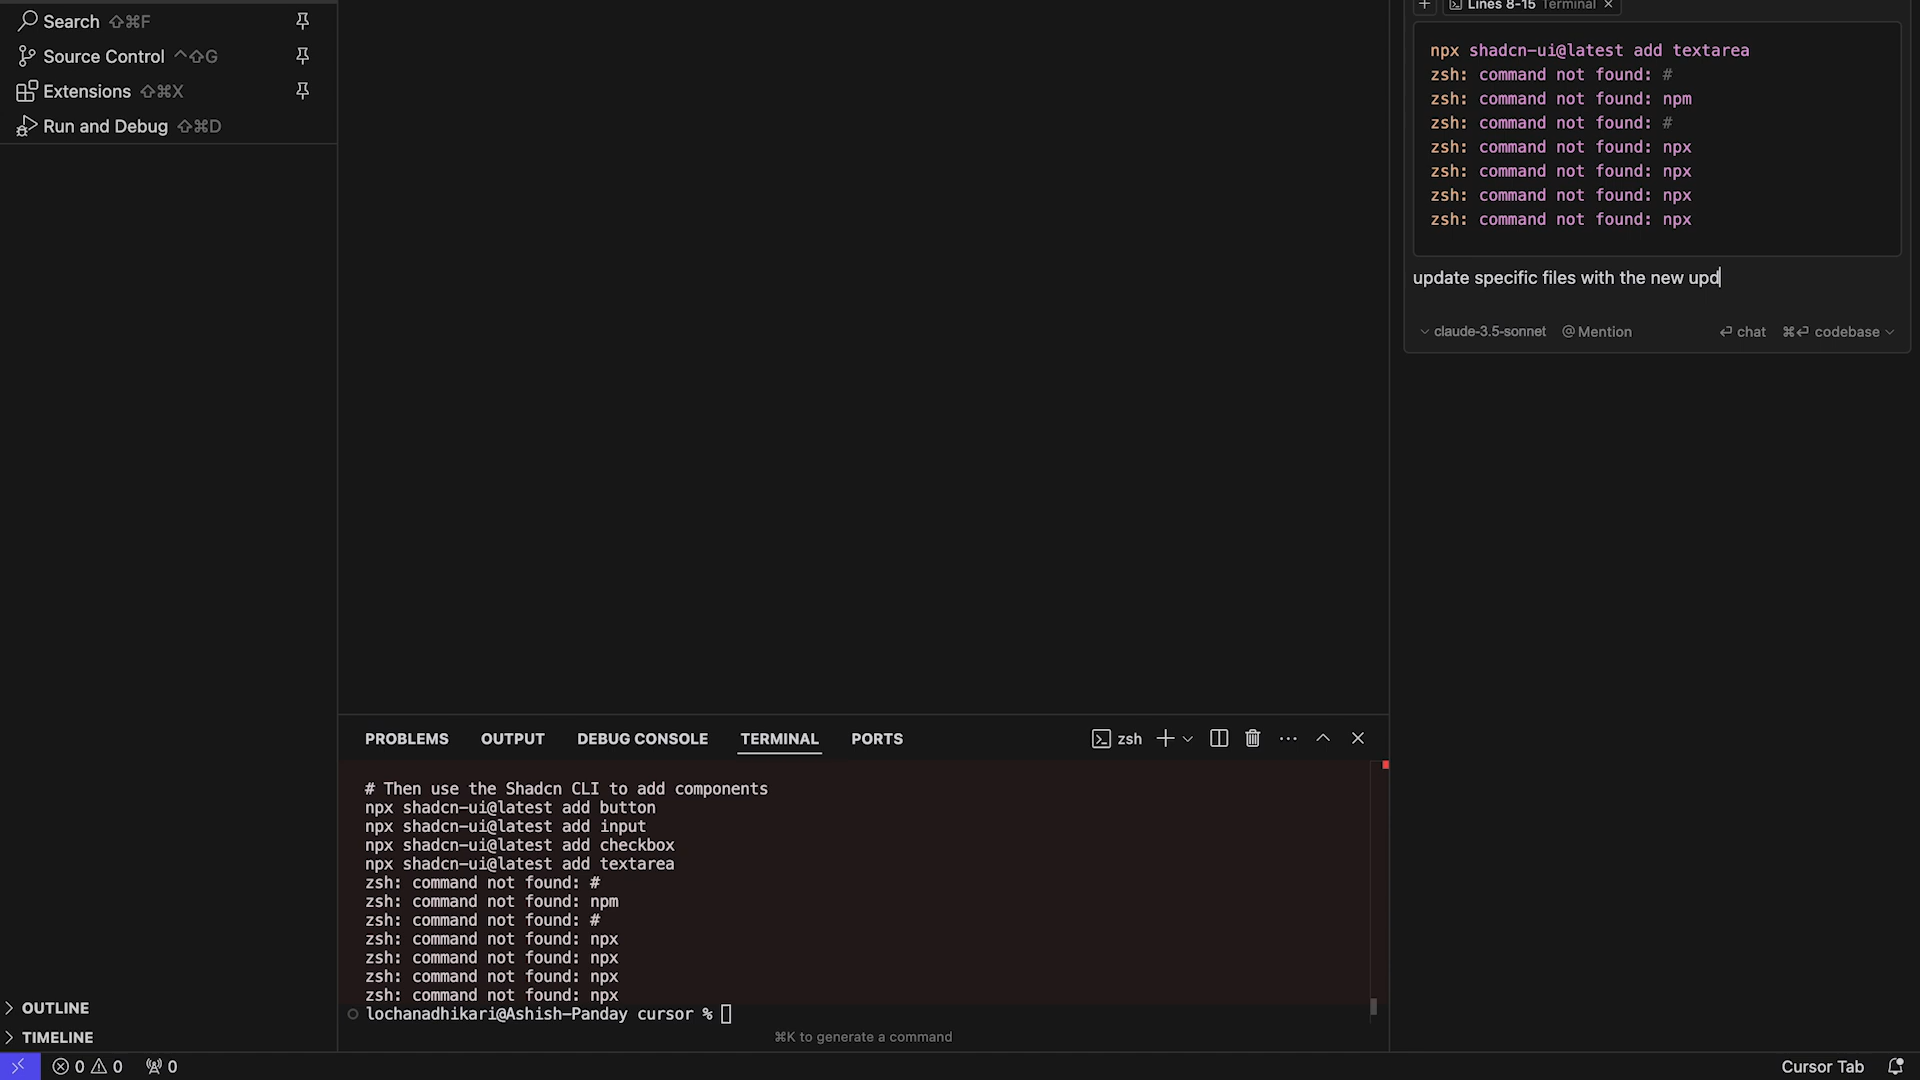 Search ⇧⌘F
Source Control ^⇧G
Extensions ⇧⌘X
Run and Debug ⇧⌘D
OUTLINE
TIMELINE
PROBLEMS OUTPUT DEBUG CONSOLE TERMINAL PORTS zsh
# Then use the Shadcn CLI to add components
npx shadcn-ui@latest add button
npx shadcn-ui@latest add input
npx shadcn-ui@latest add checkbox
npx shadcn-ui@latest add textarea
zsh: command not found: #
zsh: command not found: npm
zsh: command not found: #
zsh: command not found: npx
zsh: command not found: npx
zsh: command not found: npx
zsh: command not found: npx
lochanadhikari@Ashish-Panday cursor %
⌘K to generate a command
Lines 8-15 Terminal
npx shadcn-ui@latest add textarea
zsh: command not found: #
zsh: command not found: npm
zsh: command not found: #
zsh: command not found: npx
zsh: command not found: npx
zsh: command not found: npx
zsh: command not found: npx
update specific files with the new upd
claude-3.5-sonnet @ Mention ⏎ chat ⌘⏎ codebase
0 0 0
Cursor Tab